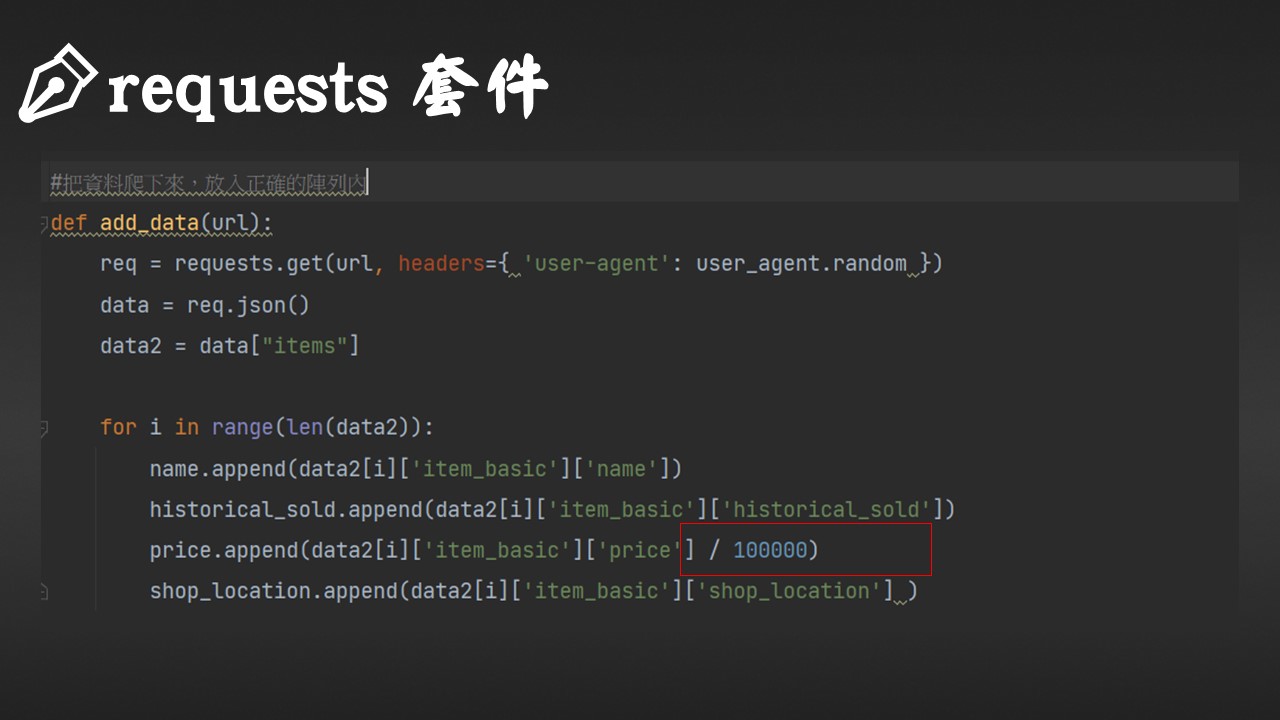 requests 套件
#把資料爬下來，放入正確的陣列內
def add_data(url):
    req = requests.get(url, headers={ 'user-agent': user_agent.random })
    data = req.json()
    data2 = data["items"]
    for i in range(len(data2)):
        name.append(data2[i]['item_basic']['name'])
        historical_sold.append(data2[i]['item_basic']['historical_sold'])
        price.append(data2[i]['item_basic']['price'] / 100000)
        shop_location.append(data2[i]['item_basic']['shop_location'] )